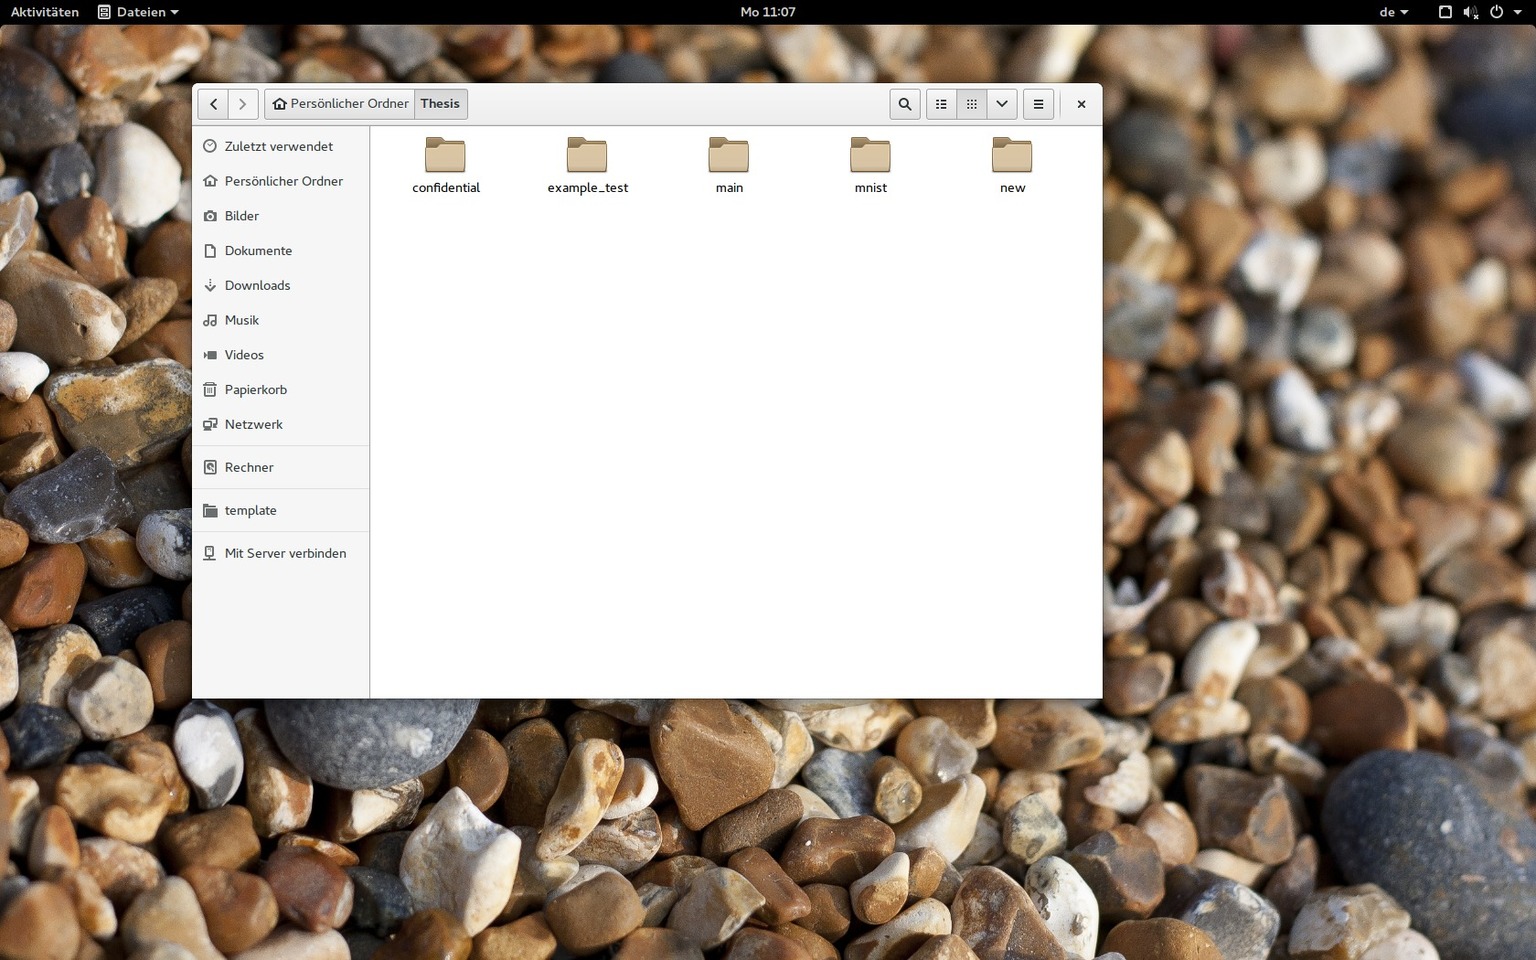 Aktivitäten Dateien Mo 11:07 de
Persönlicher Ordner Thesis
Zuletzt verwendet
Persönlicher Ordner
Bilder
Dokumente
Downloads
Musik
Videos
Papierkorb
Netzwerk
Rechner
template
Mit Server verbinden
confidential example_test main mnist new